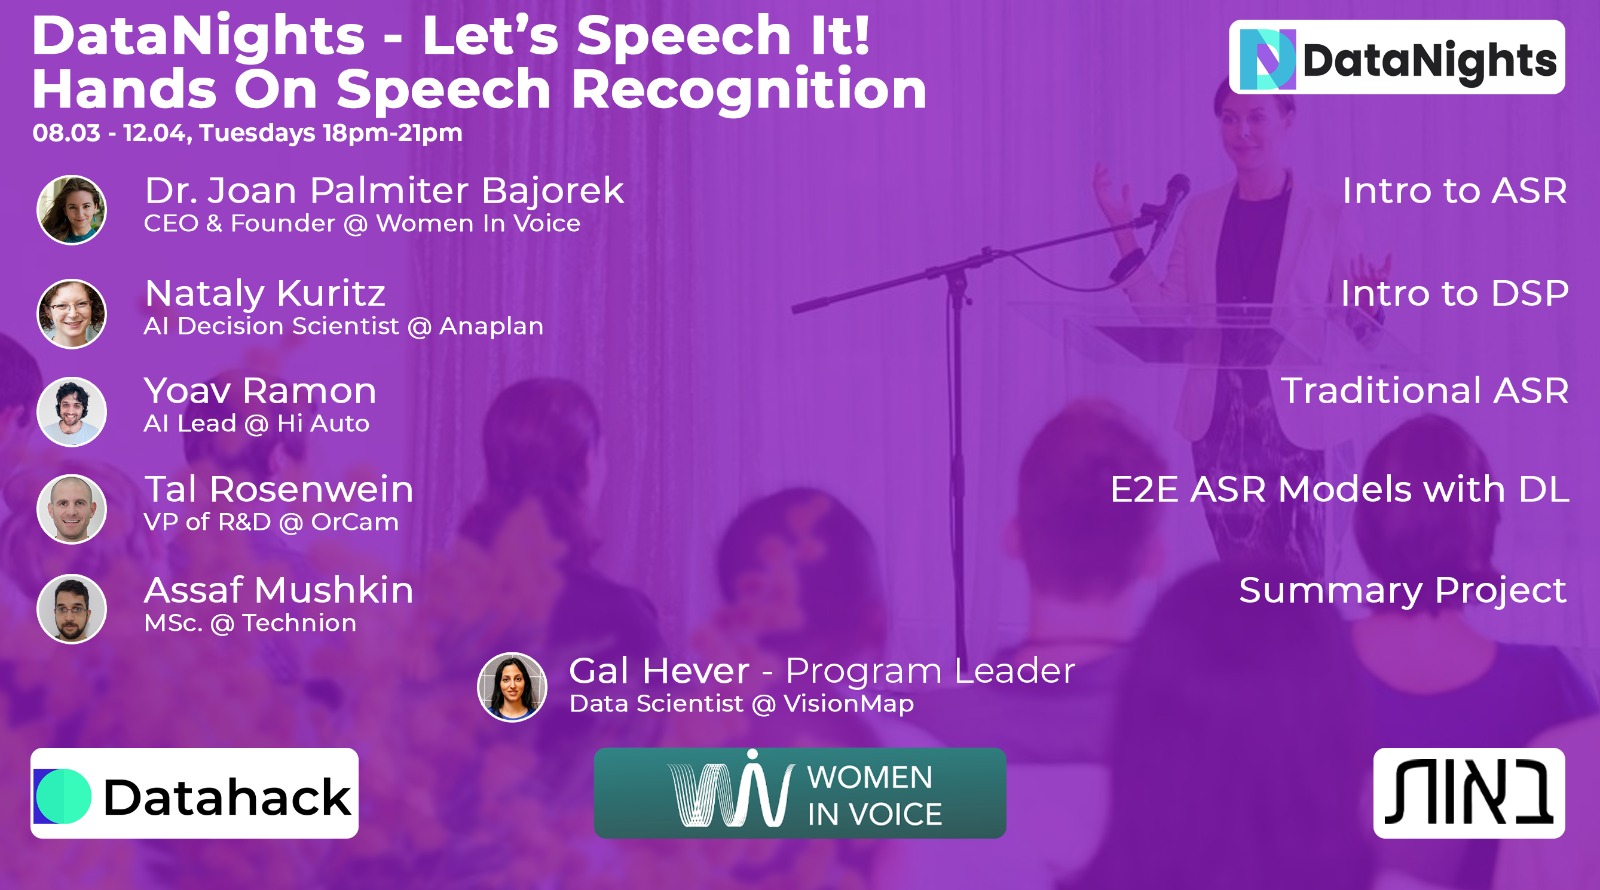 DataNights - Let's Speech It!
Hands On Speech Recognition
08.03 - 12.04, Tuesdays 18pm-21pm
DataNights
Dr. Joan Palmiter Bajorek
CEO & Founder @ Women In Voice
Intro to ASR
Nataly Kuritz
AI Decision Scientist @ Anaplan
Intro to DSP
Yoav Ramon
AI Lead @ Hi Auto
Traditional ASR
Tal Rosenwein
VP of R&D @ OrCam
E2E ASR Models with DL
Assaf Mushkin
MSc. @ Technion
Summary Project
Gal Hever - Program Leader
Data Scientist @ VisionMap
Datahack
WiV
WOMEN
IN VOICE
באות